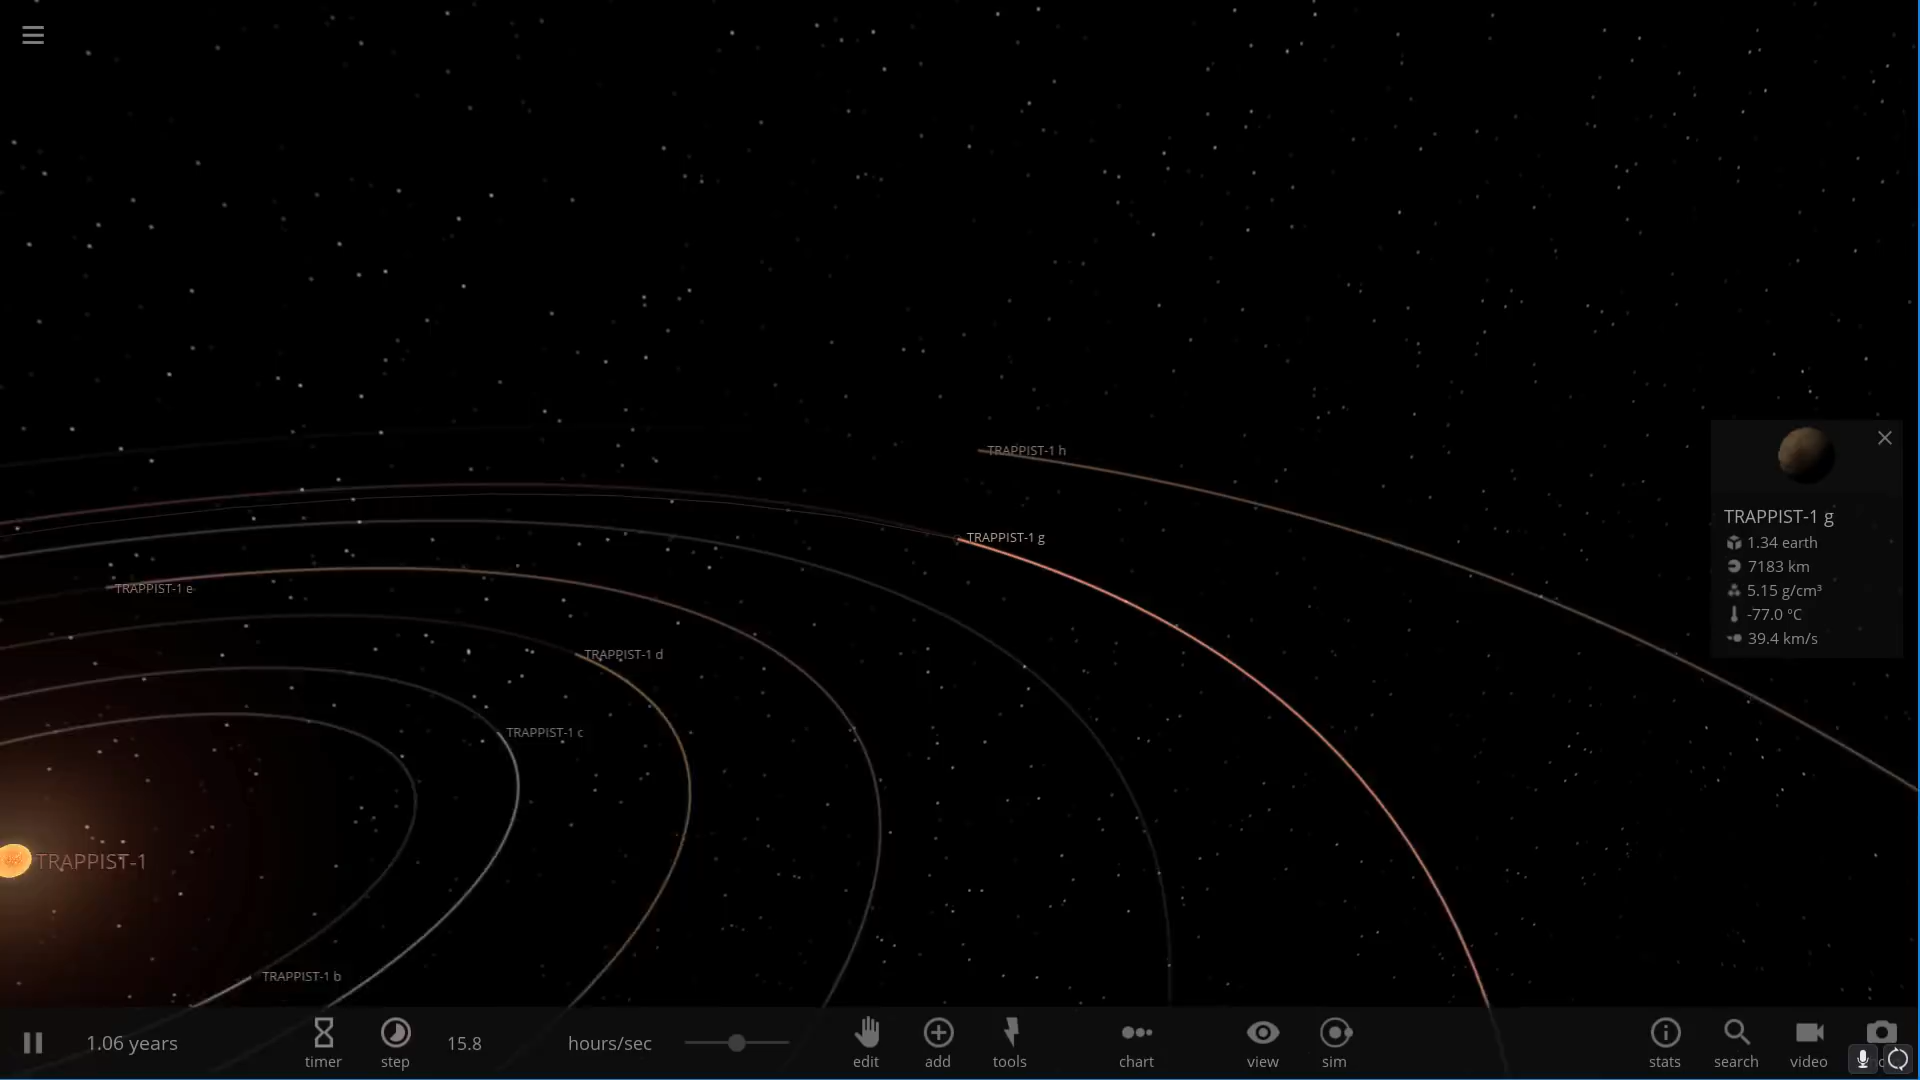 TRAPPIST-1 h
TRAPPIST-1 g
TRAPPIST-1 e
TRAPPIST-1 d
TRAPPIST-1 c
TRAPPIST-1
TRAPPIST-1 b
TRAPPIST-1 g
1.34 earth
7183 km
5.15 g/cm³
-77.0 °C
39.4 km/s
1.06 years
timer
step
15.8
hours/sec
edit
add
tools
chart
view
sim
stats
search
video